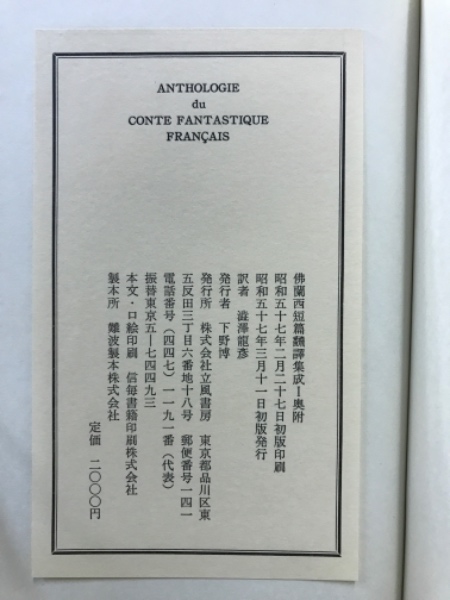 ANTHOLOGIE
du
CONTE FANTASTIQUE
FRANÇAIS
佛蘭西短篇飜譯集成Ⅰ奥附
昭和五十七年二月二十七日初版印刷
昭和五十七年三月十一日初版発行
訳者 澁澤龍彦
発行者 下野博
発行所 株式会社立風書房 東京都品川区東
五反田三丁目六番地十八号 郵便番号一四一
電話番号(四四七)一一九一番(代表)
振替東京五―七四四九三
本文・口絵印刷 信毎書籍印刷株式会社
製本所 難波製本株式会社
定価 二〇〇〇円